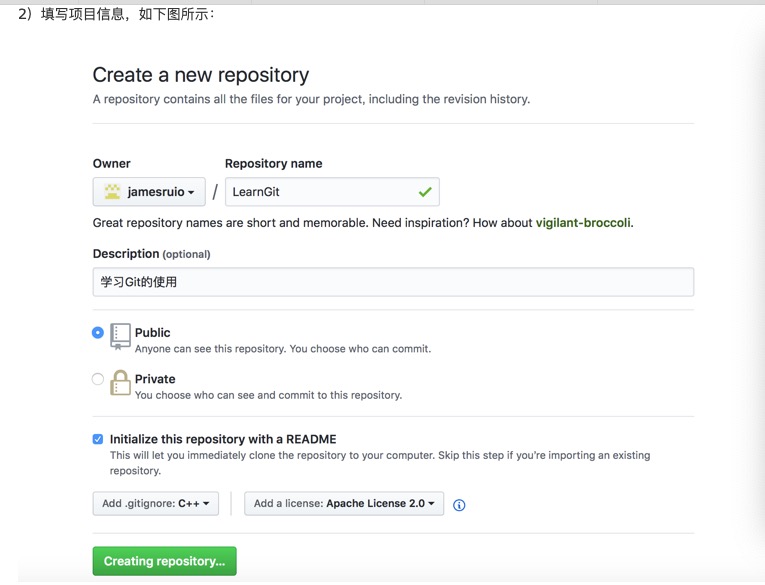 2）填写项目信息，如下图所示：
Create a new repository
A repository contains all the files for your project, including the revision history.
Owner
Repository name
jamesruio / LearnGit
Great repository names are short and memorable. Need inspiration? How about vigilant-broccoli.
Description (optional)
学习Git的使用
Public
Anyone can see this repository. You choose who can commit.
Private
You choose who can see and commit to this repository.
Initialize this repository with a README
This will let you immediately clone the repository to your computer. Skip this step if you're importing an existing
repository.
Add .gitignore: C++
Add a license: Apache License 2.0
Creating repository...